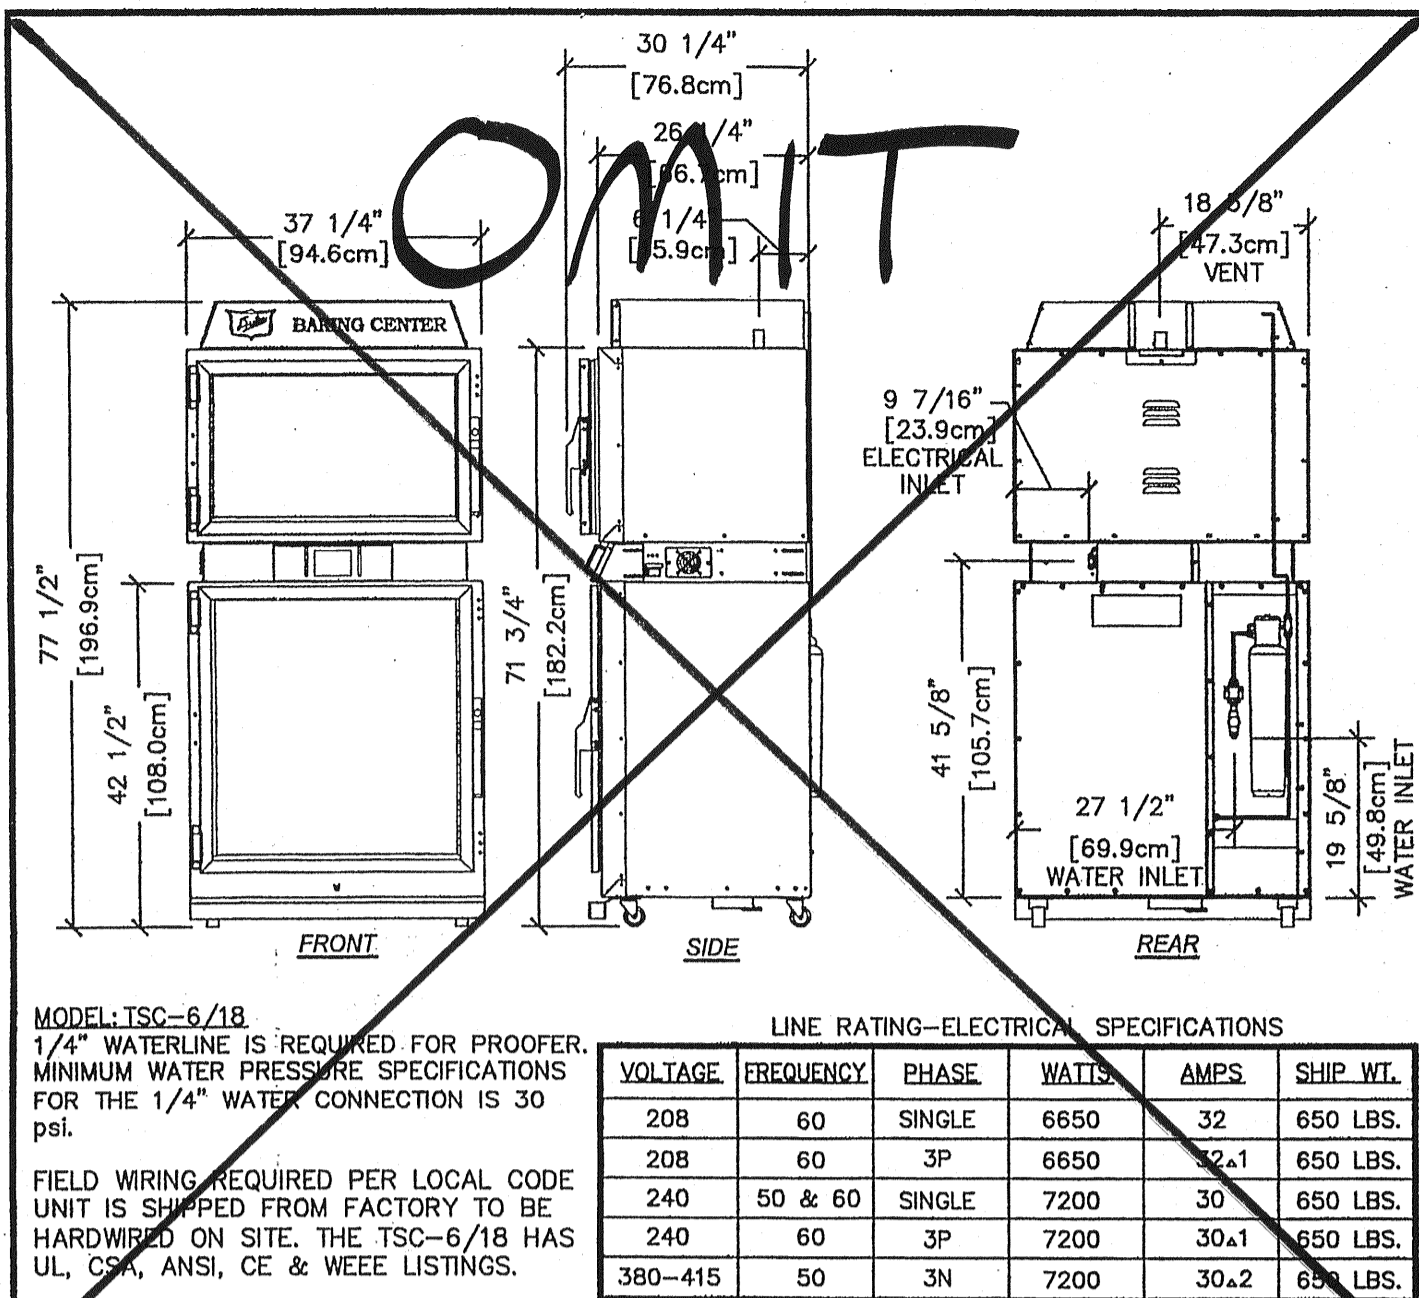 30 1/4"
[76.8cm]
OMIT
26 1/4"
[66.7cm]
6 1/4"
[15.9cm]
37 1/4"
[94.6cm]
18 5/8"
[47.3cm]
VENT
BAKING CENTER
9 7/16"
[23.9cm]
ELECTRICAL
INLET
77 1/2"
[196.9cm]
42 1/2"
[108.0cm]
71 3/4"
[182.2cm]
41 5/8"
[105.7cm]
27 1/2"
[69.9cm]
WATER INLET
19 5/8"
[49.8cm]
WATER INLET
FRONT
SIDE
REAR
MODEL: TSC-6/18
1/4" WATERLINE IS REQUIRED FOR PROOFER.
MINIMUM WATER PRESSURE SPECIFICATIONS
FOR THE 1/4" WATER CONNECTION IS 30
psi.
FIELD WIRING REQUIRED PER LOCAL CODE
UNIT IS SHIPPED FROM FACTORY TO BE
HARDWIRED ON SITE. THE TSC-6/18 HAS
UL, CSA, ANSI, CE & WEEE LISTINGS.
LINE RATING-ELECTRICAL SPECIFICATIONS
VOLTAGE FREQUENCY PHASE WATTS AMPS SHIP WT.
208 60 SINGLE 6650 32 650 LBS.
208 60 3P 6650 32▵1 650 LBS.
240 50 & 60 SINGLE 7200 30 650 LBS.
240 60 3P 7200 30▵1 650 LBS.
380-415 50 3N 7200 30▵2 650 LBS.